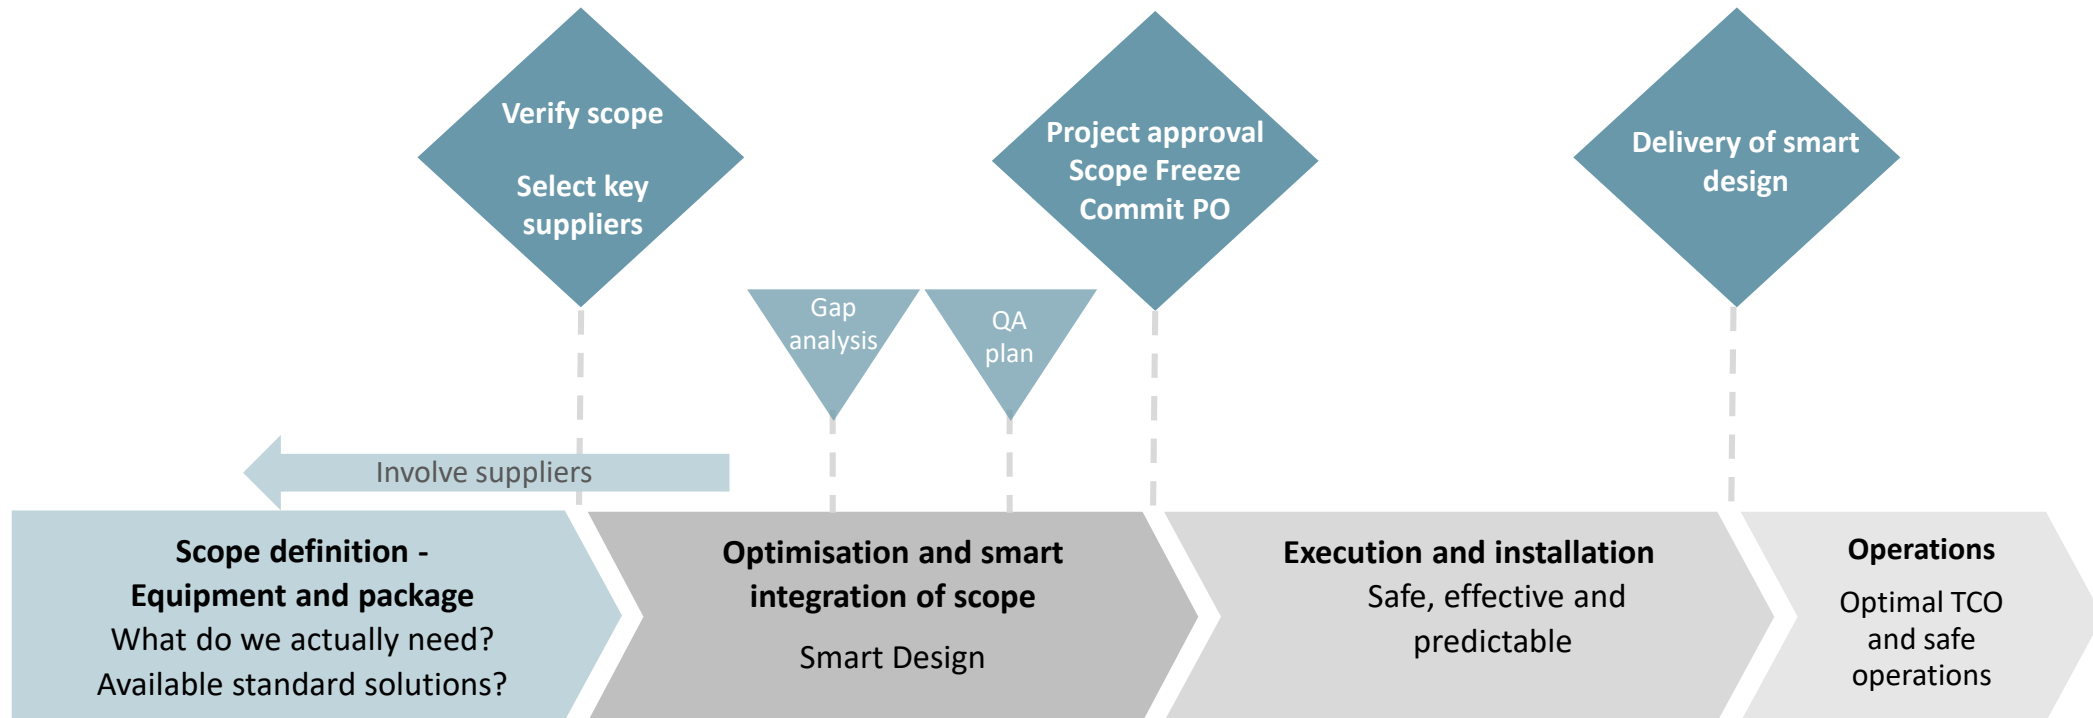 Verify scope
Select key
suppliers
Project approval
Scope Freeze
Commit PO
Delivery of smart
design
Gap
analysis
QA
plan
Involve suppliers
Scope definition -
Equipment and package
What do we actually need?
Available standard solutions?
Optimisation and smart
integration of scope
Smart Design
Execution and installation
Safe, effective and
predictable
Operations
Optimal TCO
and safe
operations